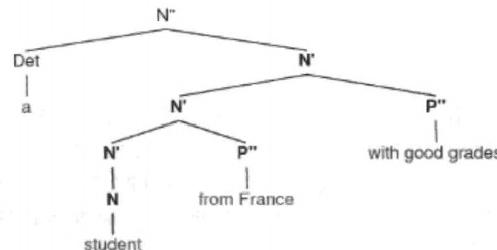 N"
Det N'
a N' P"
N' P" with good grades
N from France
student